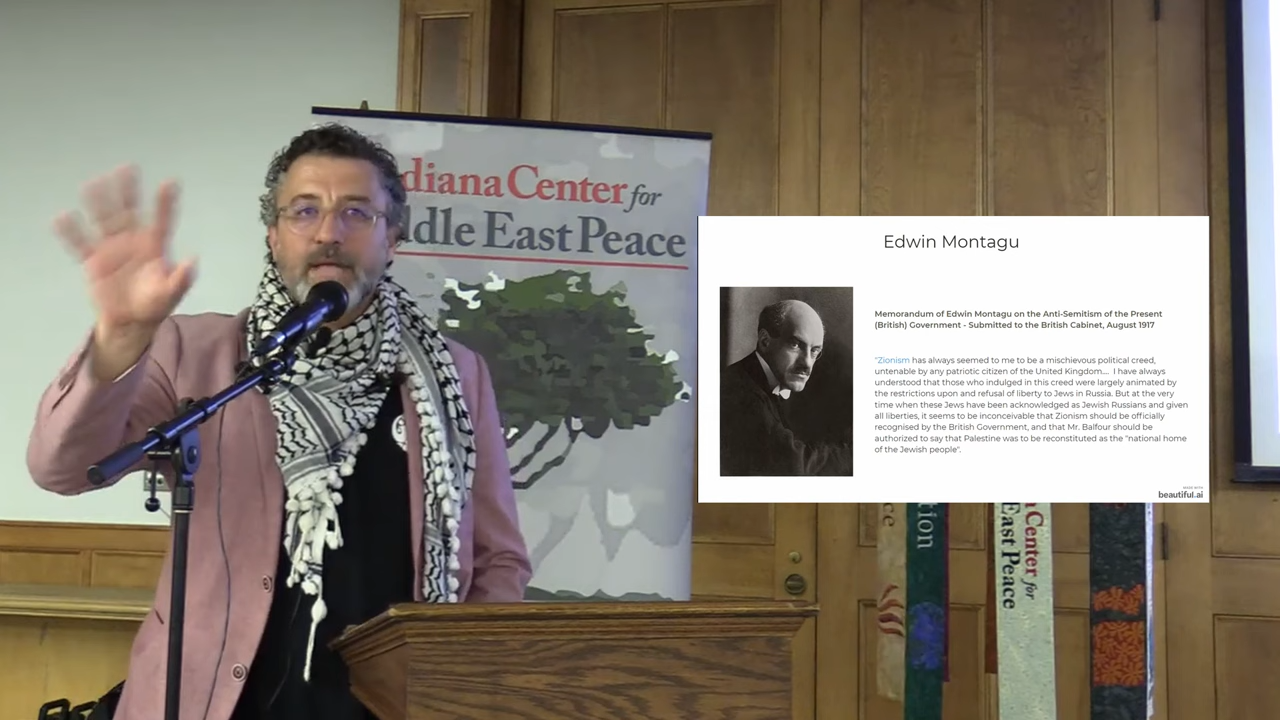 diana Center for
ddle East Peace
Edwin Montagu
Memorandum of Edwin Montagu on the Anti-Semitism of the Present
(British) Government - Submitted to the British Cabinet, August 1917
"Zionism has always seemed to me to be a mischievous political creed,
untenable by any patriotic citizen of the United Kingdom.... I have always
understood that those who indulged in this creed were largely animated by
the restrictions upon and refusal of liberty to Jews in Russia. But at the very
time when these Jews have been acknowledged as Jewish Russians and given
all liberties, it seems to be inconceivable that Zionism should be officially
recognised by the British Government, and that Mr. Balfour should be
authorized to say that Palestine was to be reconstituted as the "national home
of the Jewish people".
MADE WITH
beautiful.ai
ce
tion
Center for
East Peace